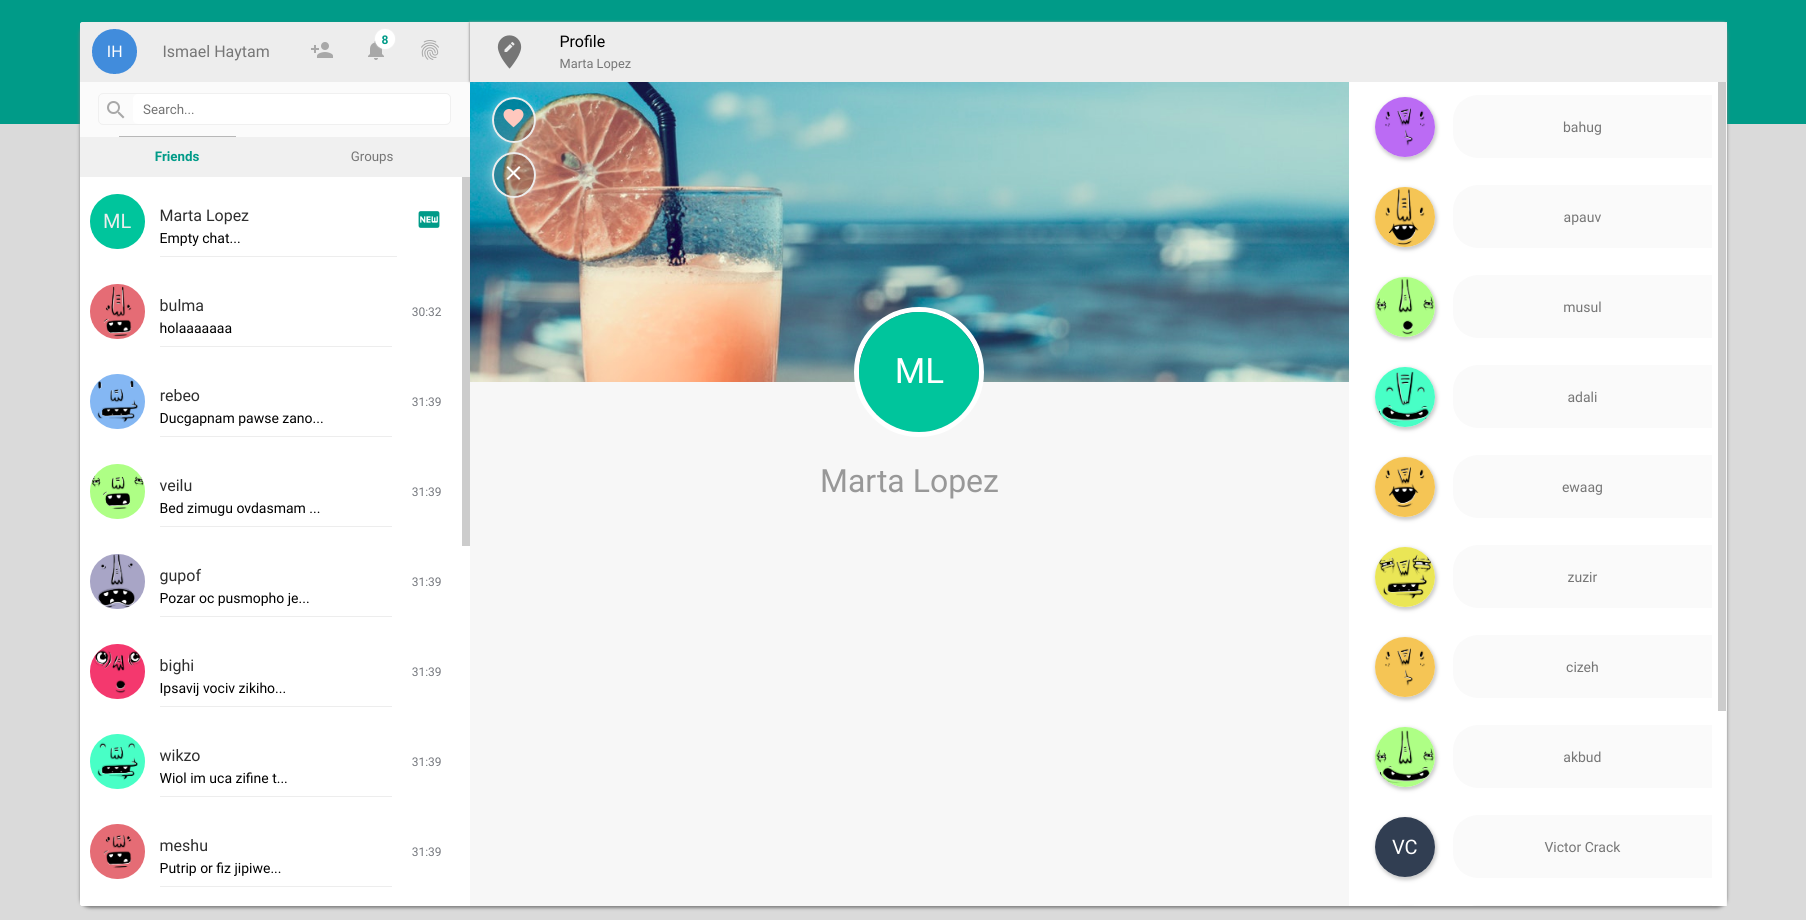 IH
Ismael Haytam
8
Profile
Marta Lopez
Search...
Friends
Groups
ML
Marta Lopez
Empty chat...
NEW
bulma
holaaaaaaa
30:32
rebeo
Ducgapnam pawse zano...
31:39
veilu
Bed zimugu ovdasmam ...
31:39
gupof
Pozar oc pusmopho je...
31:39
bighi
Ipsavij vociv zikiho...
31:39
wikzo
Wiol im uca zifine t...
31:39
meshu
Putrip or fiz jipiwe...
31:39
ML
Marta Lopez
bahug
apauv
musul
adali
ewaag
zuzir
cizeh
akbud
VC
Victor Crack